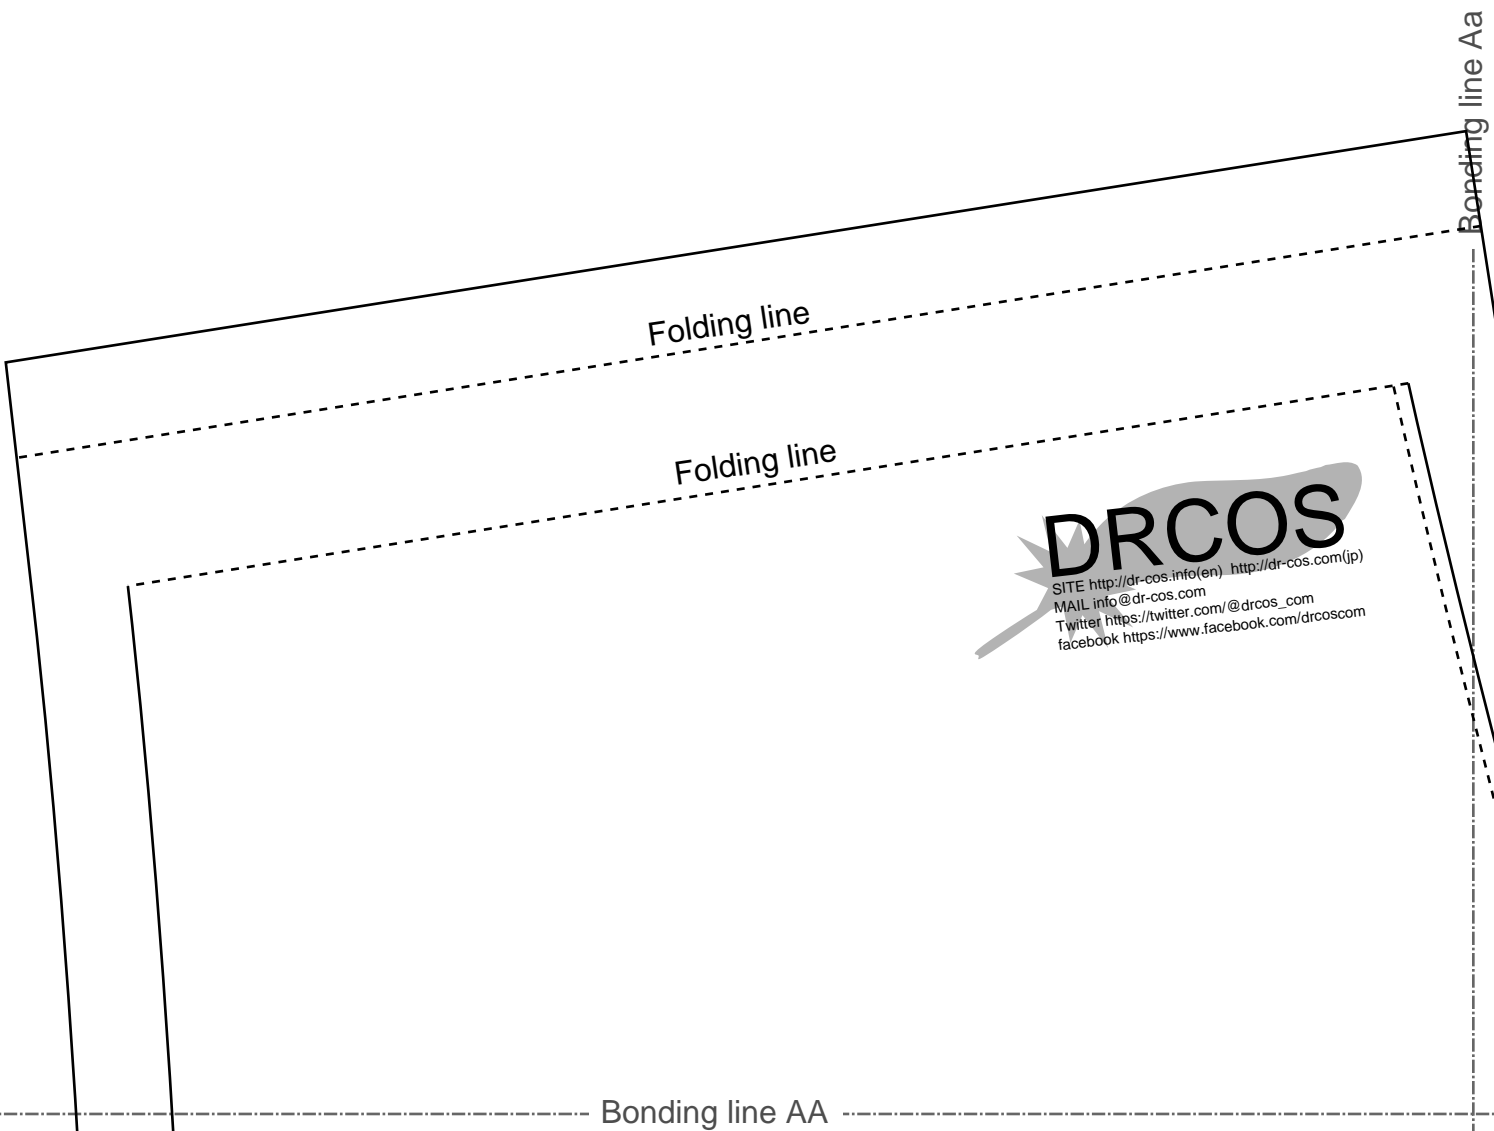 Bonding line Aa
Folding line
Folding line
DRCOS
SITE http://dr-cos.info(en)  http://dr-cos.com(jp)
MAIL info@dr-cos.com
Twitter https://twitter.com/@drcos_com
facebook https://www.facebook.com/drcoscom
Bonding line AA